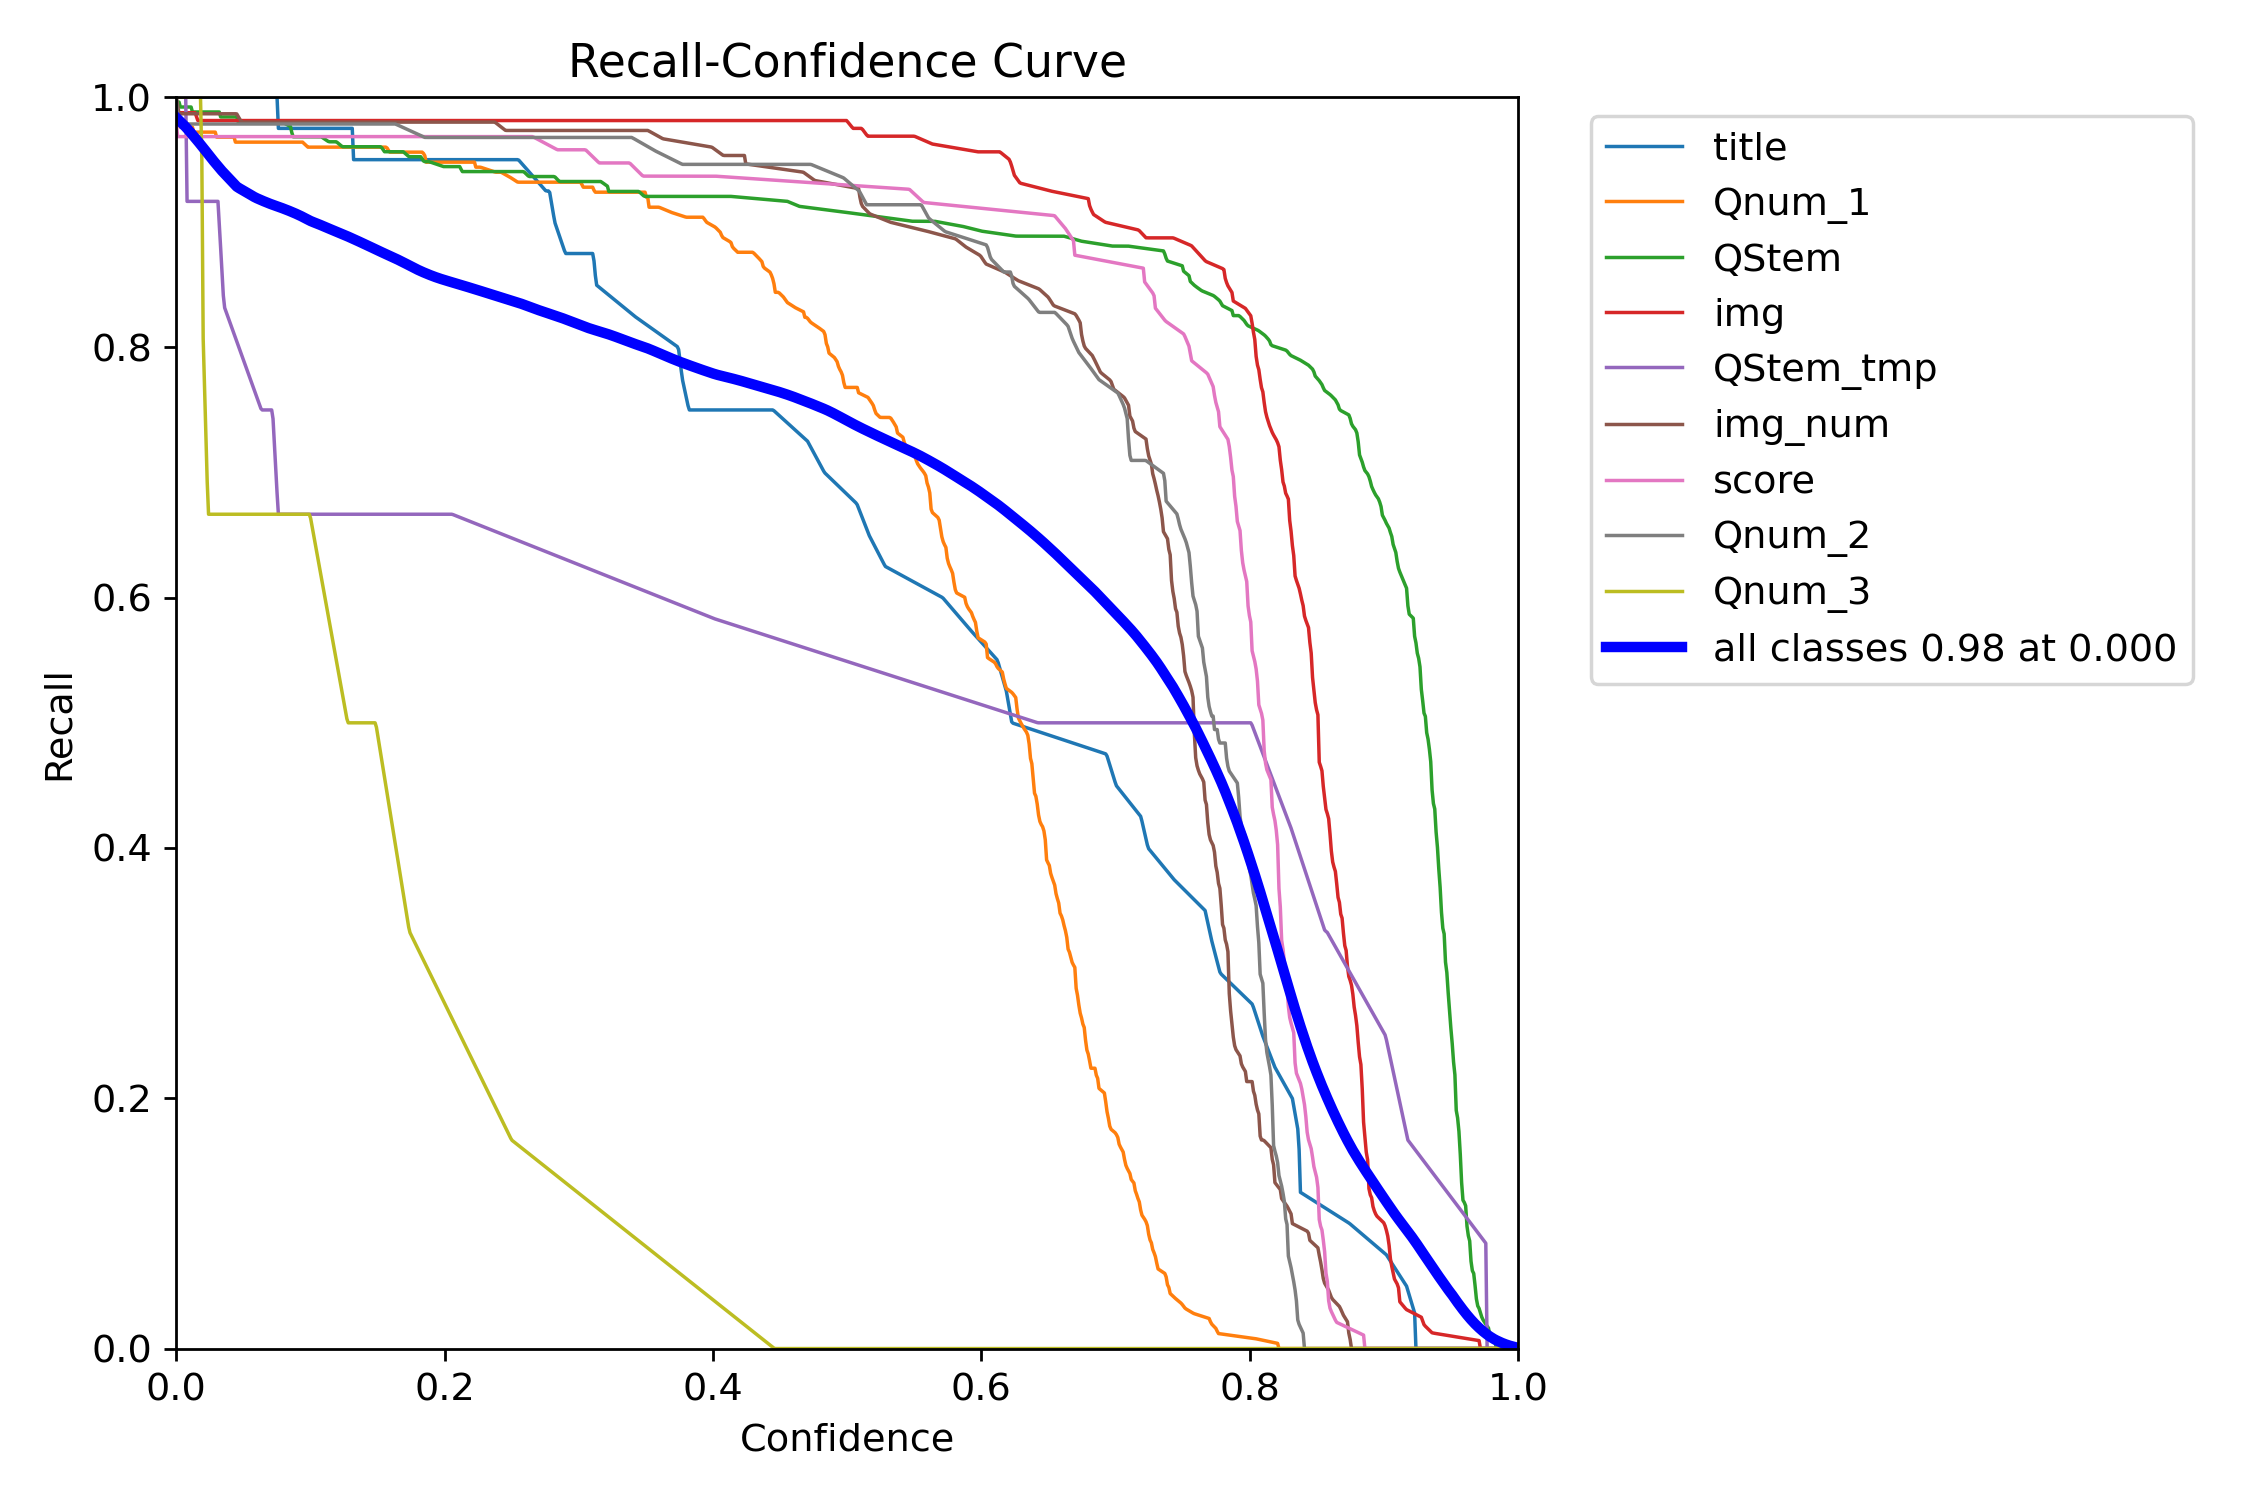 Recall-Confidence Curve
1.0
0.8
0.6
0.4
0.2
0.0
Recall
0.0 0.2 0.4 0.6 0.8 1.0
Confidence
title
Qnum_1
QStem
img
QStem_tmp
img_num
score
Qnum_2
Qnum_3
all classes 0.98 at 0.000